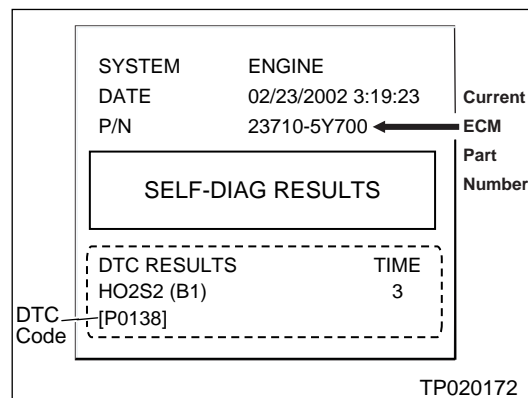 SYSTEM ENGINE
DATE 02/23/2002 3:19:23
P/N 23710-5Y700
Current
ECM
Part
Number
SELF-DIAG RESULTS
DTC RESULTS TIME
HO2S2 (B1) 3
[P0138]
DTC
Code
TP020172